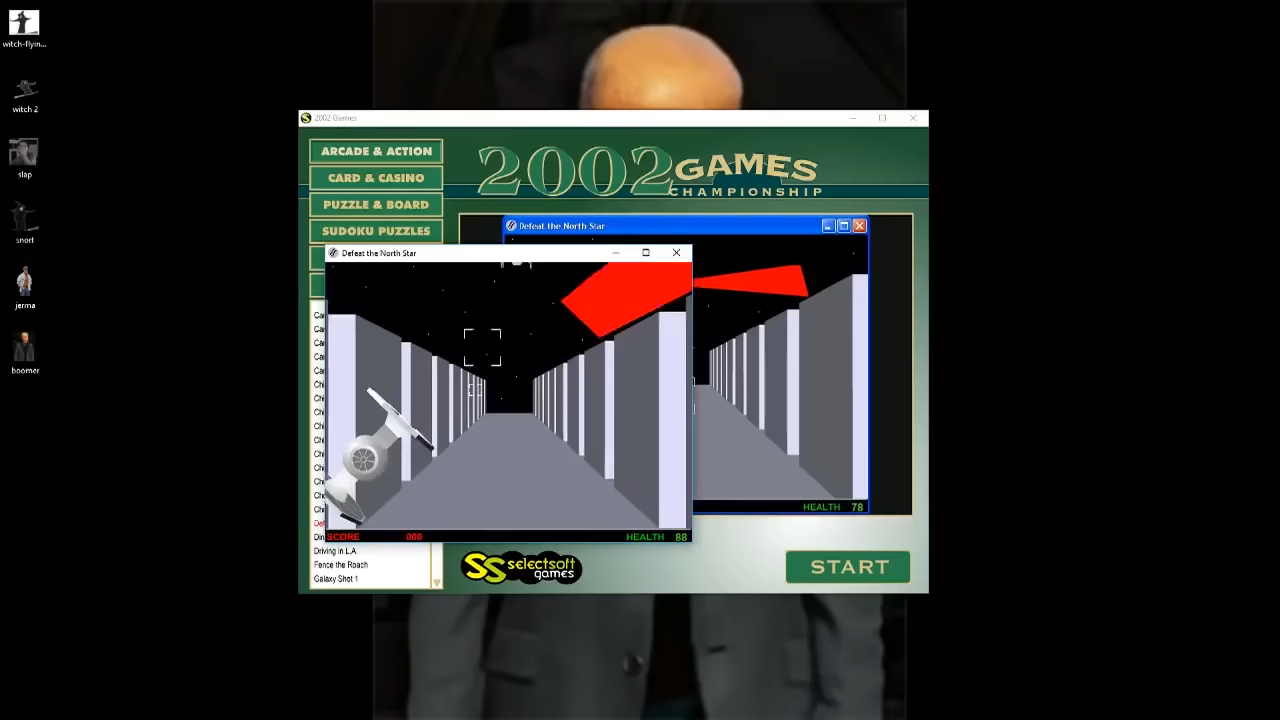 witch-flyin...
witch 2
slap
snort
jerma
boomer
2002 Games
ARCADE & ACTION
CARD & CASINO
PUZZLE & BOARD
SUDOKU PUZZLES
2002 GAMES
CHAMPIONSHIP
Defeat the North Star
HEALTH 78
Defeat the North Star
SCORE 000
HEALTH 88
Driving in L.A.
Fence the Roach
Galaxy Shot 1
SS selectsoft
games
START